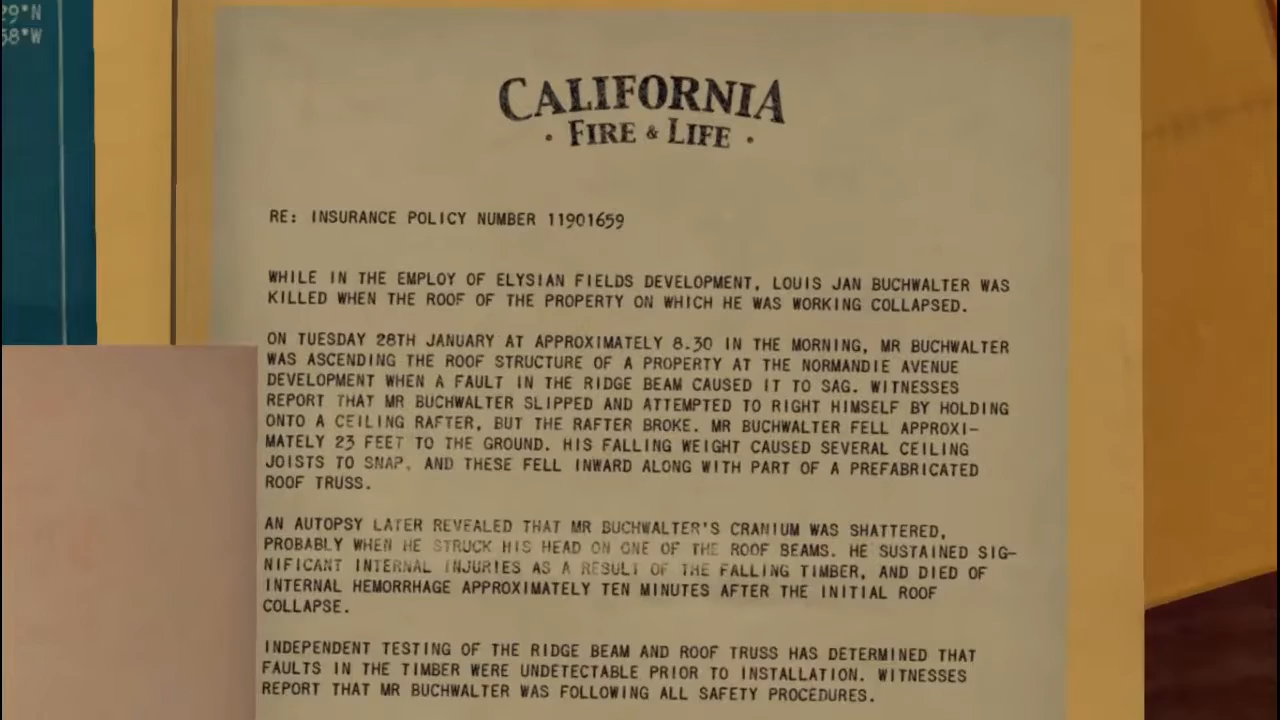 29°N
58°W
CALIFORNIA
· FIRE & LIFE ·
RE: INSURANCE POLICY NUMBER 11901659
WHILE IN THE EMPLOY OF ELYSIAN FIELDS DEVELOPMENT, LOUIS JAN BUCHWALTER WAS
KILLED WHEN THE ROOF OF THE PROPERTY ON WHICH HE WAS WORKING COLLAPSED.
ON TUESDAY 28TH JANUARY AT APPROXIMATELY 8.30 IN THE MORNING, MR BUCHWALTER
WAS ASCENDING THE ROOF STRUCTURE OF A PROPERTY AT THE NORMANDIE AVENUE
DEVELOPMENT WHEN A FAULT IN THE RIDGE BEAM CAUSED IT TO SAG. WITNESSES
REPORT THAT MR BUCHWALTER SLIPPED AND ATTEMPTED TO RIGHT HIMSELF BY HOLDING
ONTO A CEILING RAFTER, BUT THE RAFTER BROKE. MR BUCHWALTER FELL APPROXI-
MATELY 23 FEET TO THE GROUND. HIS FALLING WEIGHT CAUSED SEVERAL CEILING
JOISTS TO SNAP, AND THESE FELL INWARD ALONG WITH PART OF A PREFABRICATED
ROOF TRUSS.
AN AUTOPSY LATER REVEALED THAT MR BUCHWALTER'S CRANIUM WAS SHATTERED,
PROBABLY WHEN HE STRUCK HIS HEAD ON ONE OF THE ROOF BEAMS. HE SUSTAINED SIG-
NIFICANT INTERNAL INJURIES AS A RESULT OF THE FALLING TIMBER, AND DIED OF
INTERNAL HEMORRHAGE APPROXIMATELY TEN MINUTES AFTER THE INITIAL ROOF
COLLAPSE.
INDEPENDENT TESTING OF THE RIDGE BEAM AND ROOF TRUSS HAS DETERMINED THAT
FAULTS IN THE TIMBER WERE UNDETECTABLE PRIOR TO INSTALLATION. WITNESSES
REPORT THAT MR BUCHWALTER WAS FOLLOWING ALL SAFETY PROCEDURES.